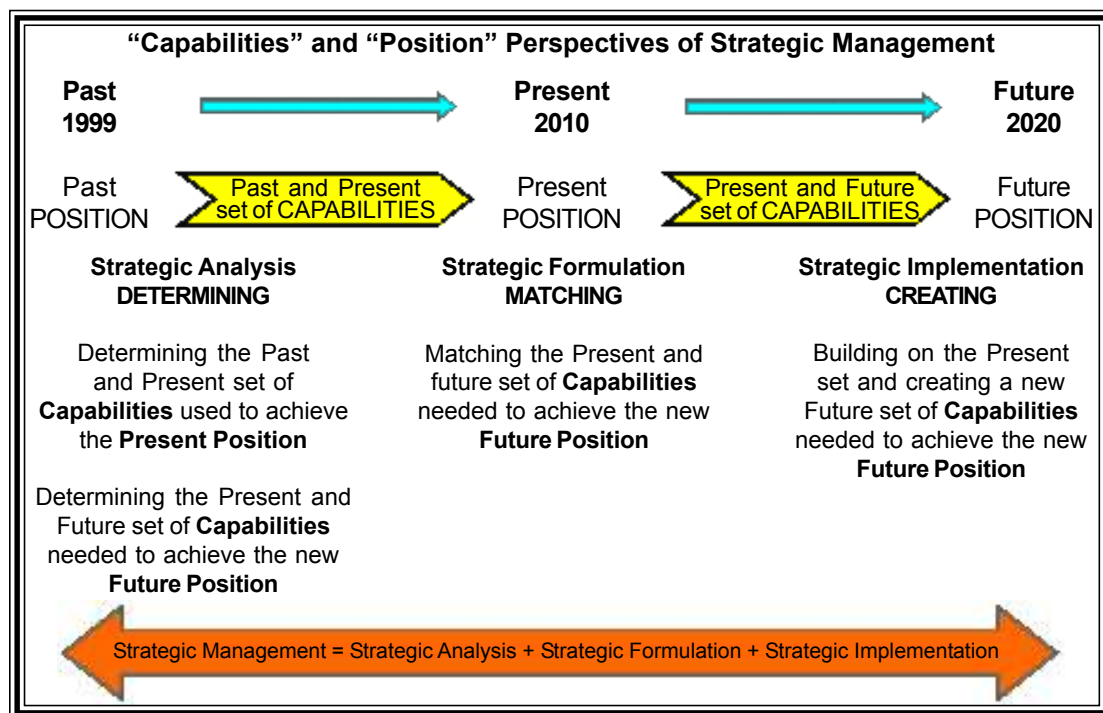 “Capabilities” and “Position” Perspectives of Strategic Management
Past
1999
Present
2010
Future
2020
Past
POSITION
Past and Present
set of CAPABILITIES
Present
POSITION
Present and Future
set of CAPABILITIES
Future
POSITION
Strategic Analysis
DETERMINING
Strategic Formulation
MATCHING
Strategic Implementation
CREATING
Determining the Past
and Present set of
Capabilities used to achieve
the Present Position
Determining the Present and
Future set of Capabilities
needed to achieve the new
Future Position
Matching the Present and
future set of Capabilities
needed to achieve the new
Future Position
Building on the Present
set and creating a new
Future set of Capabilities
needed to achieve the new
Future Position
Strategic Management = Strategic Analysis + Strategic Formulation + Strategic Implementation